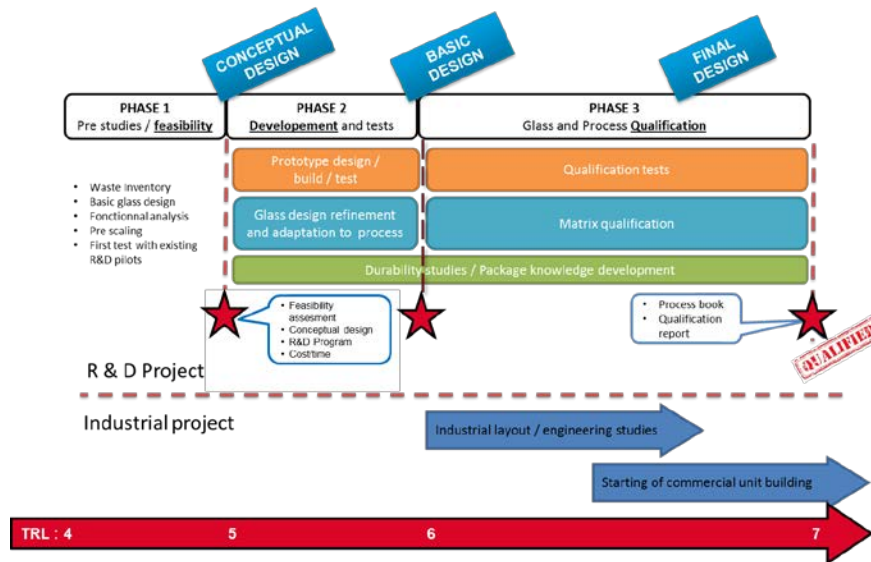 CONCEPTUAL
DESIGN
BASIC
DESIGN
FINAL
DESIGN
PHASE 1
Pre studies / feasibility
PHASE 2
Developement and tests
PHASE 3
Glass and Process Qualification
• Waste Inventory
• Basic glass design
• Fonctionnal analysis
• Pre scaling
• First test with existing
R&D pilots
Prototype design /
build / test
Qualification tests
Glass design refinement
and adaptation to process
Matrix qualification
Durability studies / Package knowledge development
• Feasibility
assesment
• Conceptual design
• R&D Program
• Cost/time
• Process book
• Qualification
report
QUALIFIED
R & D Project
Industrial project
Industrial layout / engineering studies
Starting of commercial unit building
TRL : 4 5 6 7